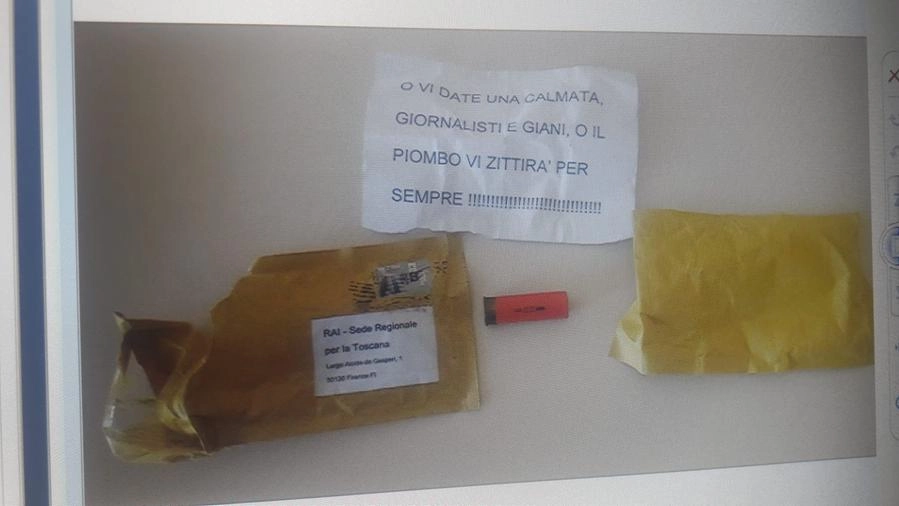 O VI DATE UNA CALMATA,
GIORNALISTI E GIANI, O IL
PIOMBO VI ZITTIRA' PER
SEMPRE !!!!!!!!!!!!!!!!!!!!!!!!!!!!!!
RAI - Sede Regionale
per la Toscana
Largo Alcide de Gasperi, 1
50136 Firenze FI